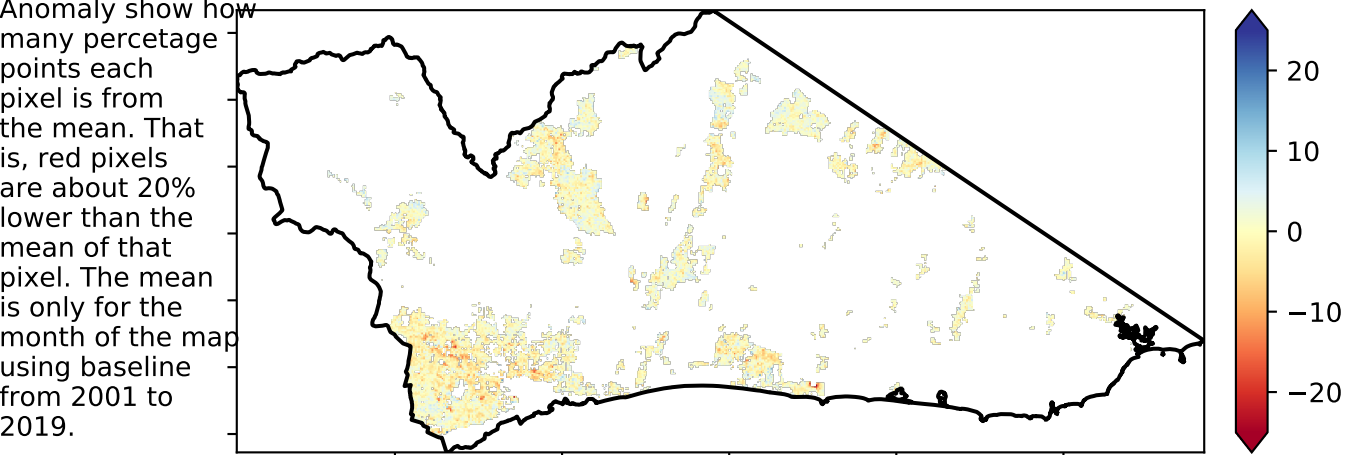 Anomaly show how
many percetage
points each
pixel is from
the mean. That
is, red pixels
are about 20%
lower than the
mean of that
pixel. The mean
is only for the
month of the map
using baseline
from 2001 to
2019.
20
10
0
−10
−20